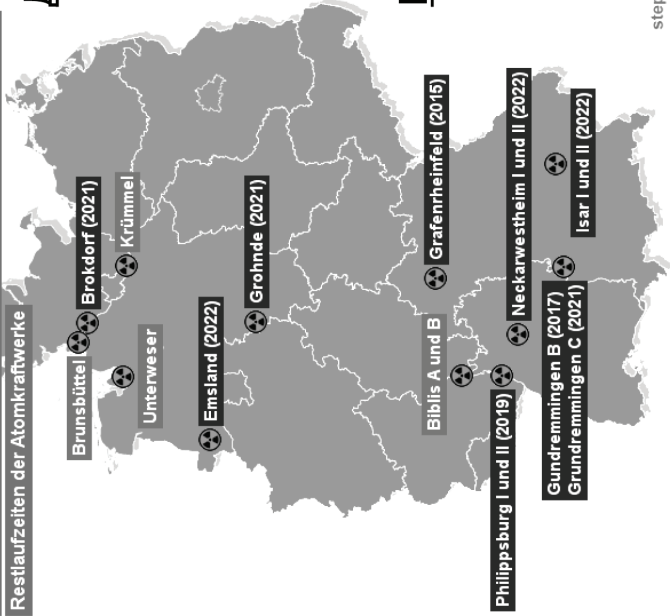 Restlaufzeiten der Atomkraftwerke
Brunsbüttel
Brokdorf (2021)
Krümmel
Unterweser
Emsland (2022)
Grohnde (2021)
Biblis A und B
Grafenrheinfeld (2015)
Philippsburg I und II (2019)
Neckarwestheim I und II (2022)
Gundremmingen B (2017)
Grundremmingen C (2021)
Isar I und II (2022)
step